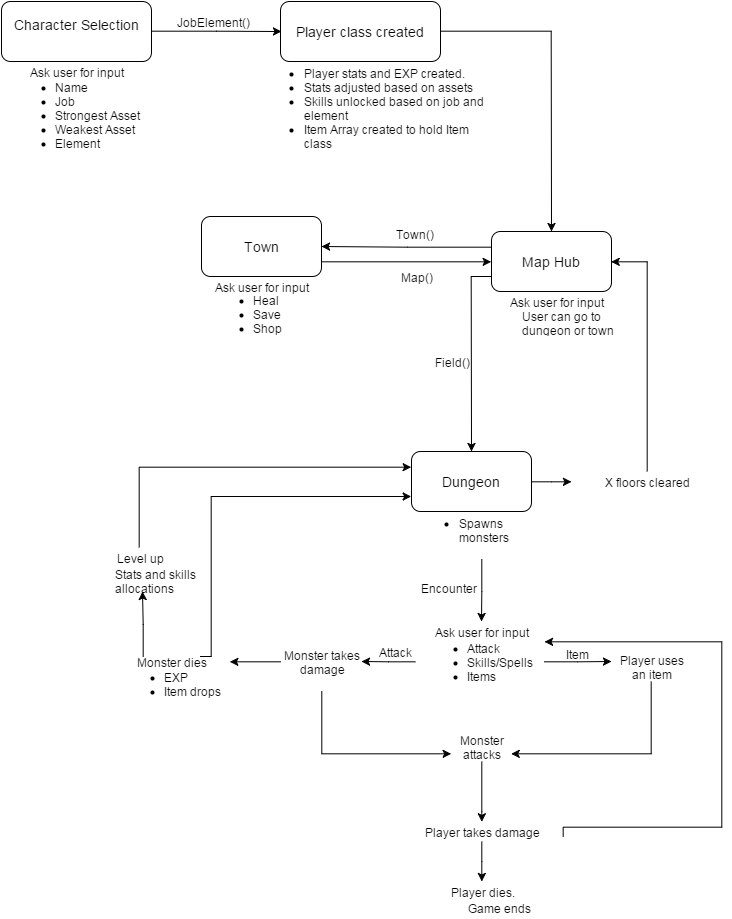 Character Selection
JobElement()
Player class created
Ask user for input
• Name
• Job
• Strongest Asset
• Weakest Asset
• Element
• Player stats and EXP created.
• Stats adjusted based on assets
• Skills unlocked based on job and
element
• Item Array created to hold Item
class
Town
Town()
Map()
Map Hub
Ask user for input
• Heal
• Save
• Shop
Ask user for input
User can go to
dungeon or town
Field()
Dungeon
X floors cleared
• Spawns
monsters
Level up
Stats and skills
allocations
Encounter
Ask user for input
• Attack
• Skills/Spells
• Items
Attack
Item
Monster takes
damage
Player uses
an item
Monster dies
• EXP
• Item drops
Monster
attacks
Player takes damage
Player dies.
Game ends